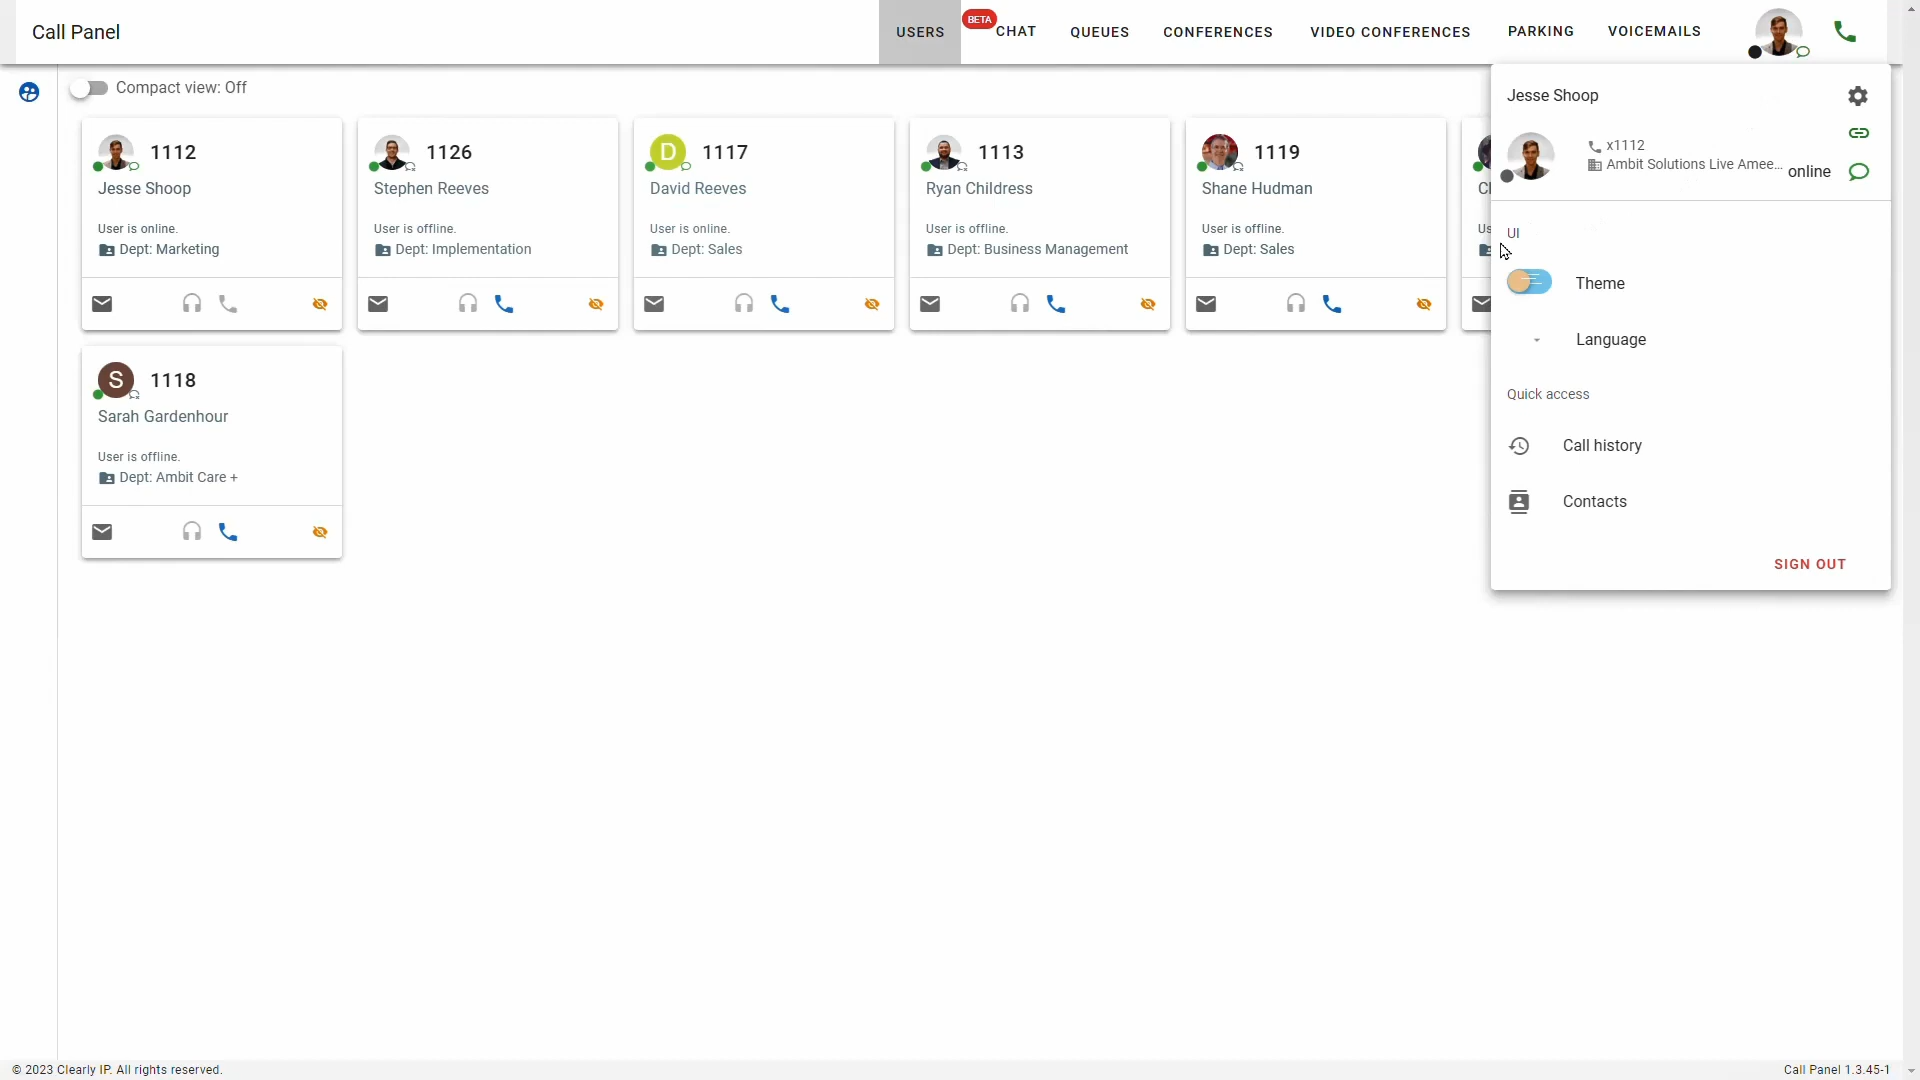 Call Panel
USERS
BETA
CHAT
QUEUES
CONFERENCES
VIDEO CONFERENCES
PARKING
VOICEMAILS
Compact view: Off
1112
Jesse Shoop
User is online.
Dept: Marketing
1126
Stephen Reeves
User is offline.
Dept: Implementation
D
1117
David Reeves
User is online.
Dept: Sales
1113
Ryan Childress
User is offline.
Dept: Business Management
1119
Shane Hudman
User is offline.
Dept: Sales
S
1118
Sarah Gardenhour
User is offline.
Dept: Ambit Care +
Jesse Shoop
x1112
Ambit Solutions Live Amee...
online
UI
Theme
Language
Quick access
Call history
Contacts
SIGN OUT
© 2023 Clearly IP. All rights reserved.
Call Panel 1.3.45-1